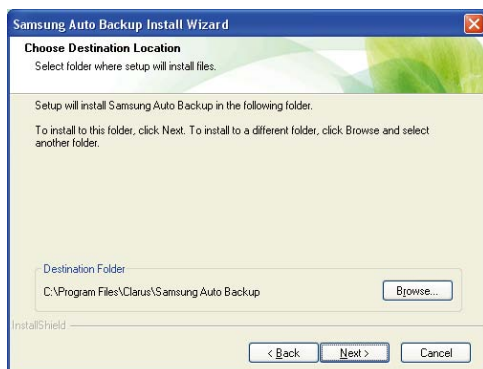 Samsung Auto Backup Install Wizard
Choose Destination Location
Select folder where setup will install files.
Setup will install Samsung Auto Backup in the following folder.
To install to this folder, click Next. To install to a different folder, click Browse and select
another folder.
Destination Folder
C:\Program Files\Clarus\Samsung Auto Backup
Browse...
InstallShield
< Back
Next >
Cancel